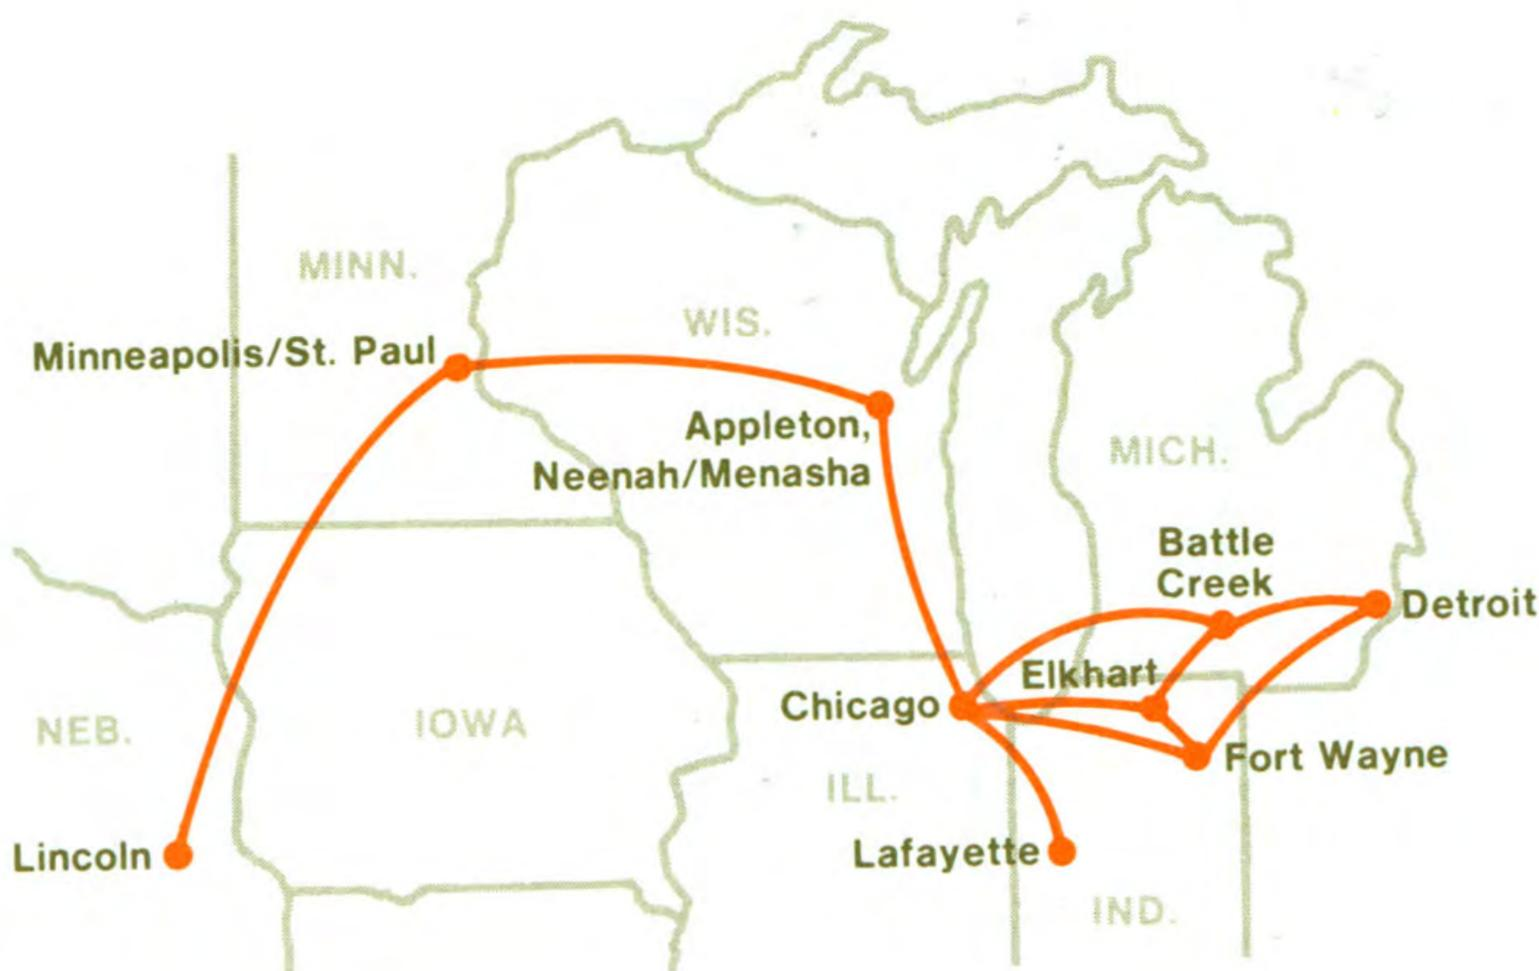 MINN.
WIS.
Minneapolis/St. Paul
Appleton,
Neenah/Menasha
MICH.
Battle
Creek
Detroit
Elkhart
Chicago
NEB.
IOWA
Fort Wayne
ILL.
Lincoln
Lafayette
IND.